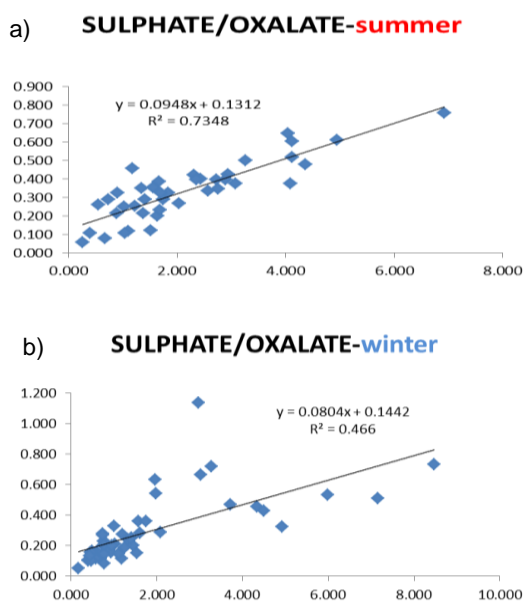 a)
SULPHATE/OXALATE-summer
0.900
0.800
0.700
0.600
0.500
0.400
0.300
0.200
0.100
0.000
y = 0.0948x + 0.1312
R² = 0.7348
0.000 2.000 4.000 6.000 8.000
b)
SULPHATE/OXALATE-winter
1.200
1.000
0.800
0.600
0.400
0.200
0.000
y = 0.0804x + 0.1442
R² = 0.466
0.000 2.000 4.000 6.000 8.000 10.000